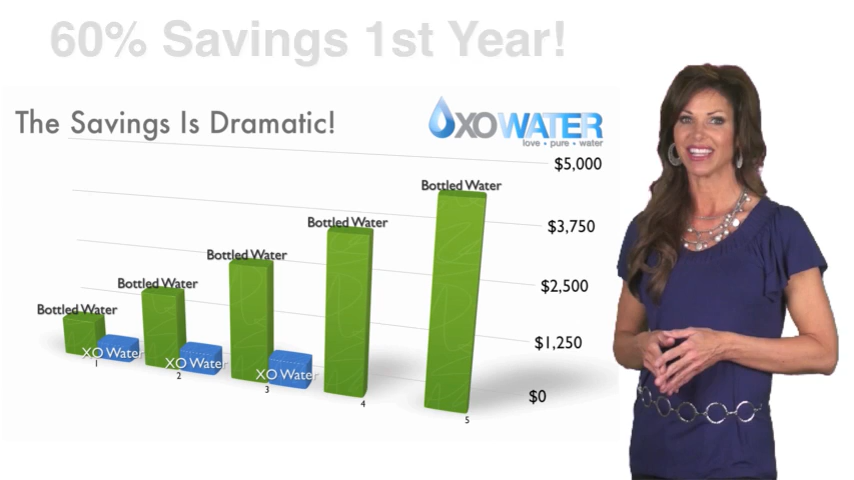 60% Savings 1st Year!
The Savings Is Dramatic!
XOWATER
love • pure • water
$5,000
$3,750
$2,500
$1,250
$0
Bottled Water
Bottled Water
Bottled Water
Bottled Water
Bottled Water
XO Water
XO Water
XO Water
1
2
3
4
5